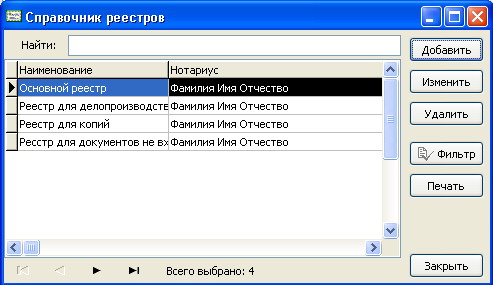 Справочник реестров
Найти:
Добавить
Наименование Нотариус
Основной реестр Фамилия Имя Отчество
Изменить
Реестр для делопроизводстве Фамилия Имя Отчество
Удалить
Реестр для копий Фамилия Имя Отчество
Реестр для документов не вх Фамилия Имя Отчество
Фильтр
Печать
Всего выбрано: 4
Закрыть